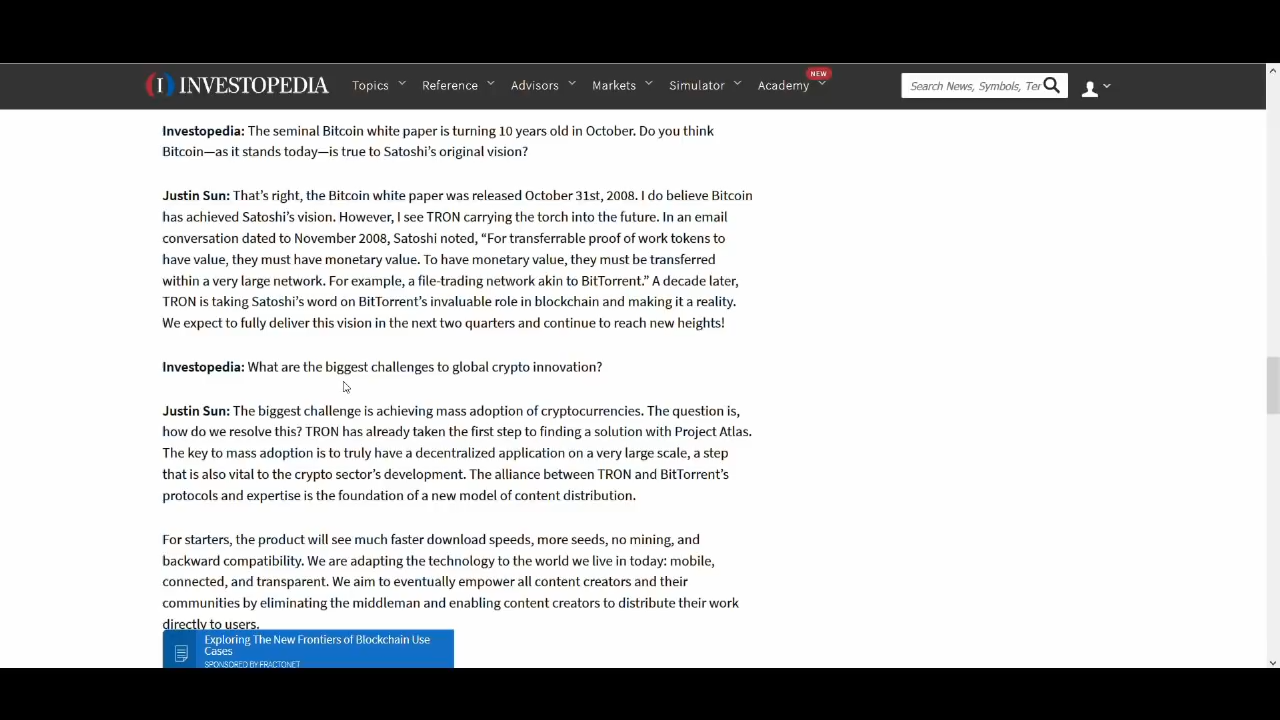 INVESTOPEDIA
Topics
Reference
Advisors
Markets
Simulator
Academy
NEW
Search News, Symbols, Ter
Investopedia: The seminal Bitcoin white paper is turning 10 years old in October. Do you think
Bitcoin—as it stands today—is true to Satoshi’s original vision?
Justin Sun: That’s right, the Bitcoin white paper was released October 31st, 2008. I do believe Bitcoin
has achieved Satoshi’s vision. However, I see TRON carrying the torch into the future. In an email
conversation dated to November 2008, Satoshi noted, “For transferrable proof of work tokens to
have value, they must have monetary value. To have monetary value, they must be transferred
within a very large network. For example, a file-trading network akin to BitTorrent.” A decade later,
TRON is taking Satoshi’s word on BitTorrent’s invaluable role in blockchain and making it a reality.
We expect to fully deliver this vision in the next two quarters and continue to reach new heights!
Investopedia: What are the biggest challenges to global crypto innovation?
Justin Sun: The biggest challenge is achieving mass adoption of cryptocurrencies. The question is,
how do we resolve this? TRON has already taken the first step to finding a solution with Project Atlas.
The key to mass adoption is to truly have a decentralized application on a very large scale, a step
that is also vital to the crypto sector’s development. The alliance between TRON and BitTorrent’s
protocols and expertise is the foundation of a new model of content distribution.
For starters, the product will see much faster download speeds, more seeds, no mining, and
backward compatibility. We are adapting the technology to the world we live in today: mobile,
connected, and transparent. We aim to eventually empower all content creators and their
communities by eliminating the middleman and enabling content creators to distribute their work
directly to users.
Exploring The New Frontiers of Blockchain Use
Cases
SPONSORED BY FRACTONET